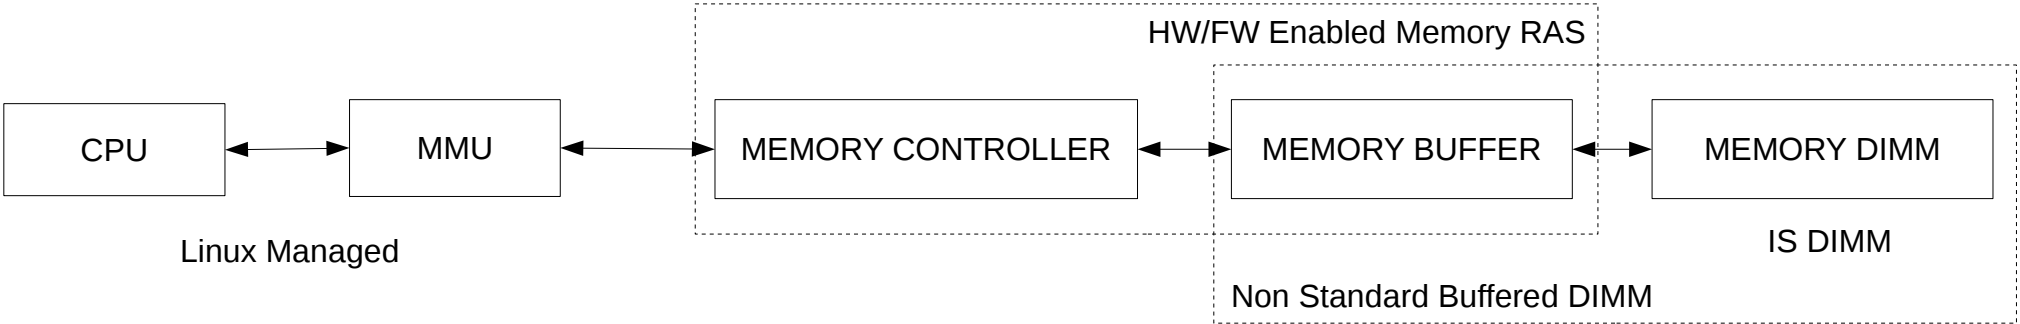 HW/FW Enabled Memory RAS
CPU
MMU
MEMORY CONTROLLER
MEMORY BUFFER
MEMORY DIMM
Linux Managed
IS DIMM
Non Standard Buffered DIMM